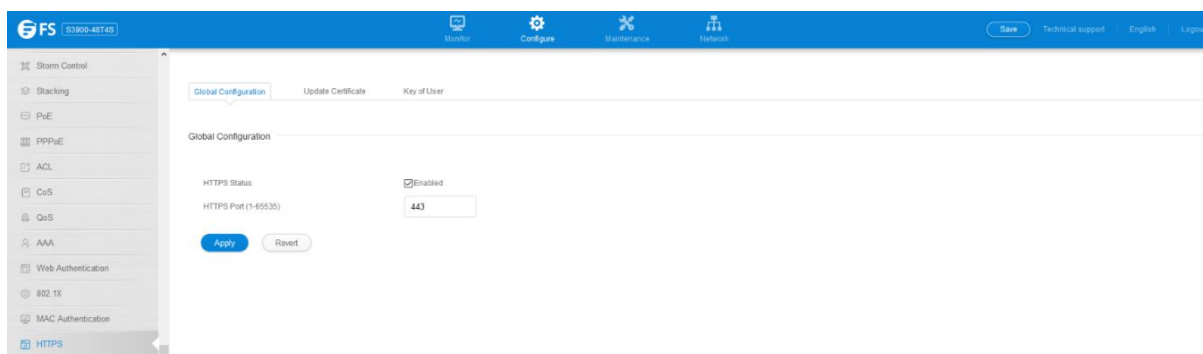 FS S3900-48T4S
Monitor Configure Maintenance Network
Save Technical support English Logou
Storm Control
Stacking
PoE
PPPoE
ACL
CoS
QoS
AAA
Web Authentication
802.1X
MAC Authentication
HTTPS
Global Configuration Update Certificate Key of User
Global Configuration
HTTPS Status Enabled
HTTPS Port (1-65535) 443
Apply Revert